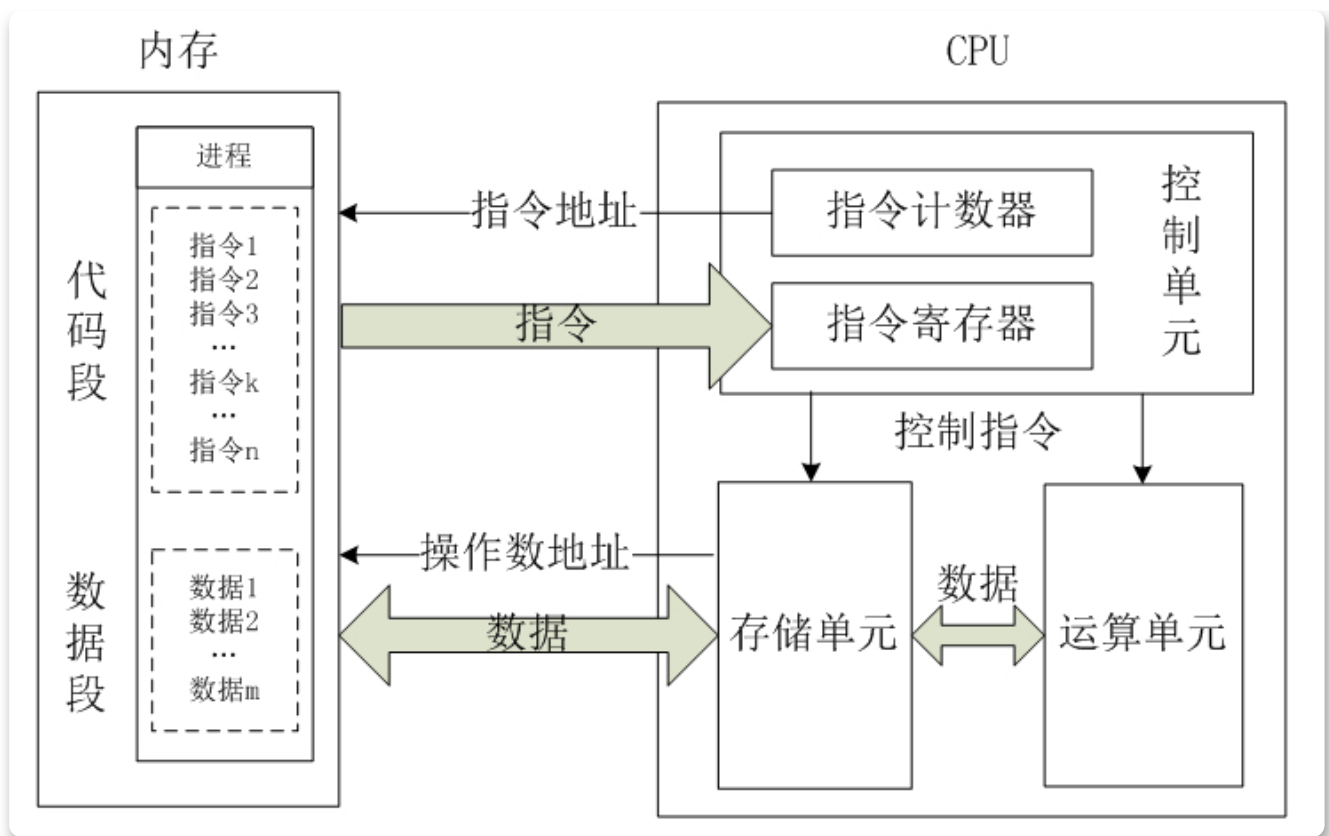 内存
CPU
进程
代码段
指令1
指令2
指令3
...
指令k
...
指令n
数据段
数据1
数据2
...
数据m
指令地址
指令
操作数地址
数据
指令计数器
指令寄存器
控制单元
控制指令
存储单元
数据
运算单元